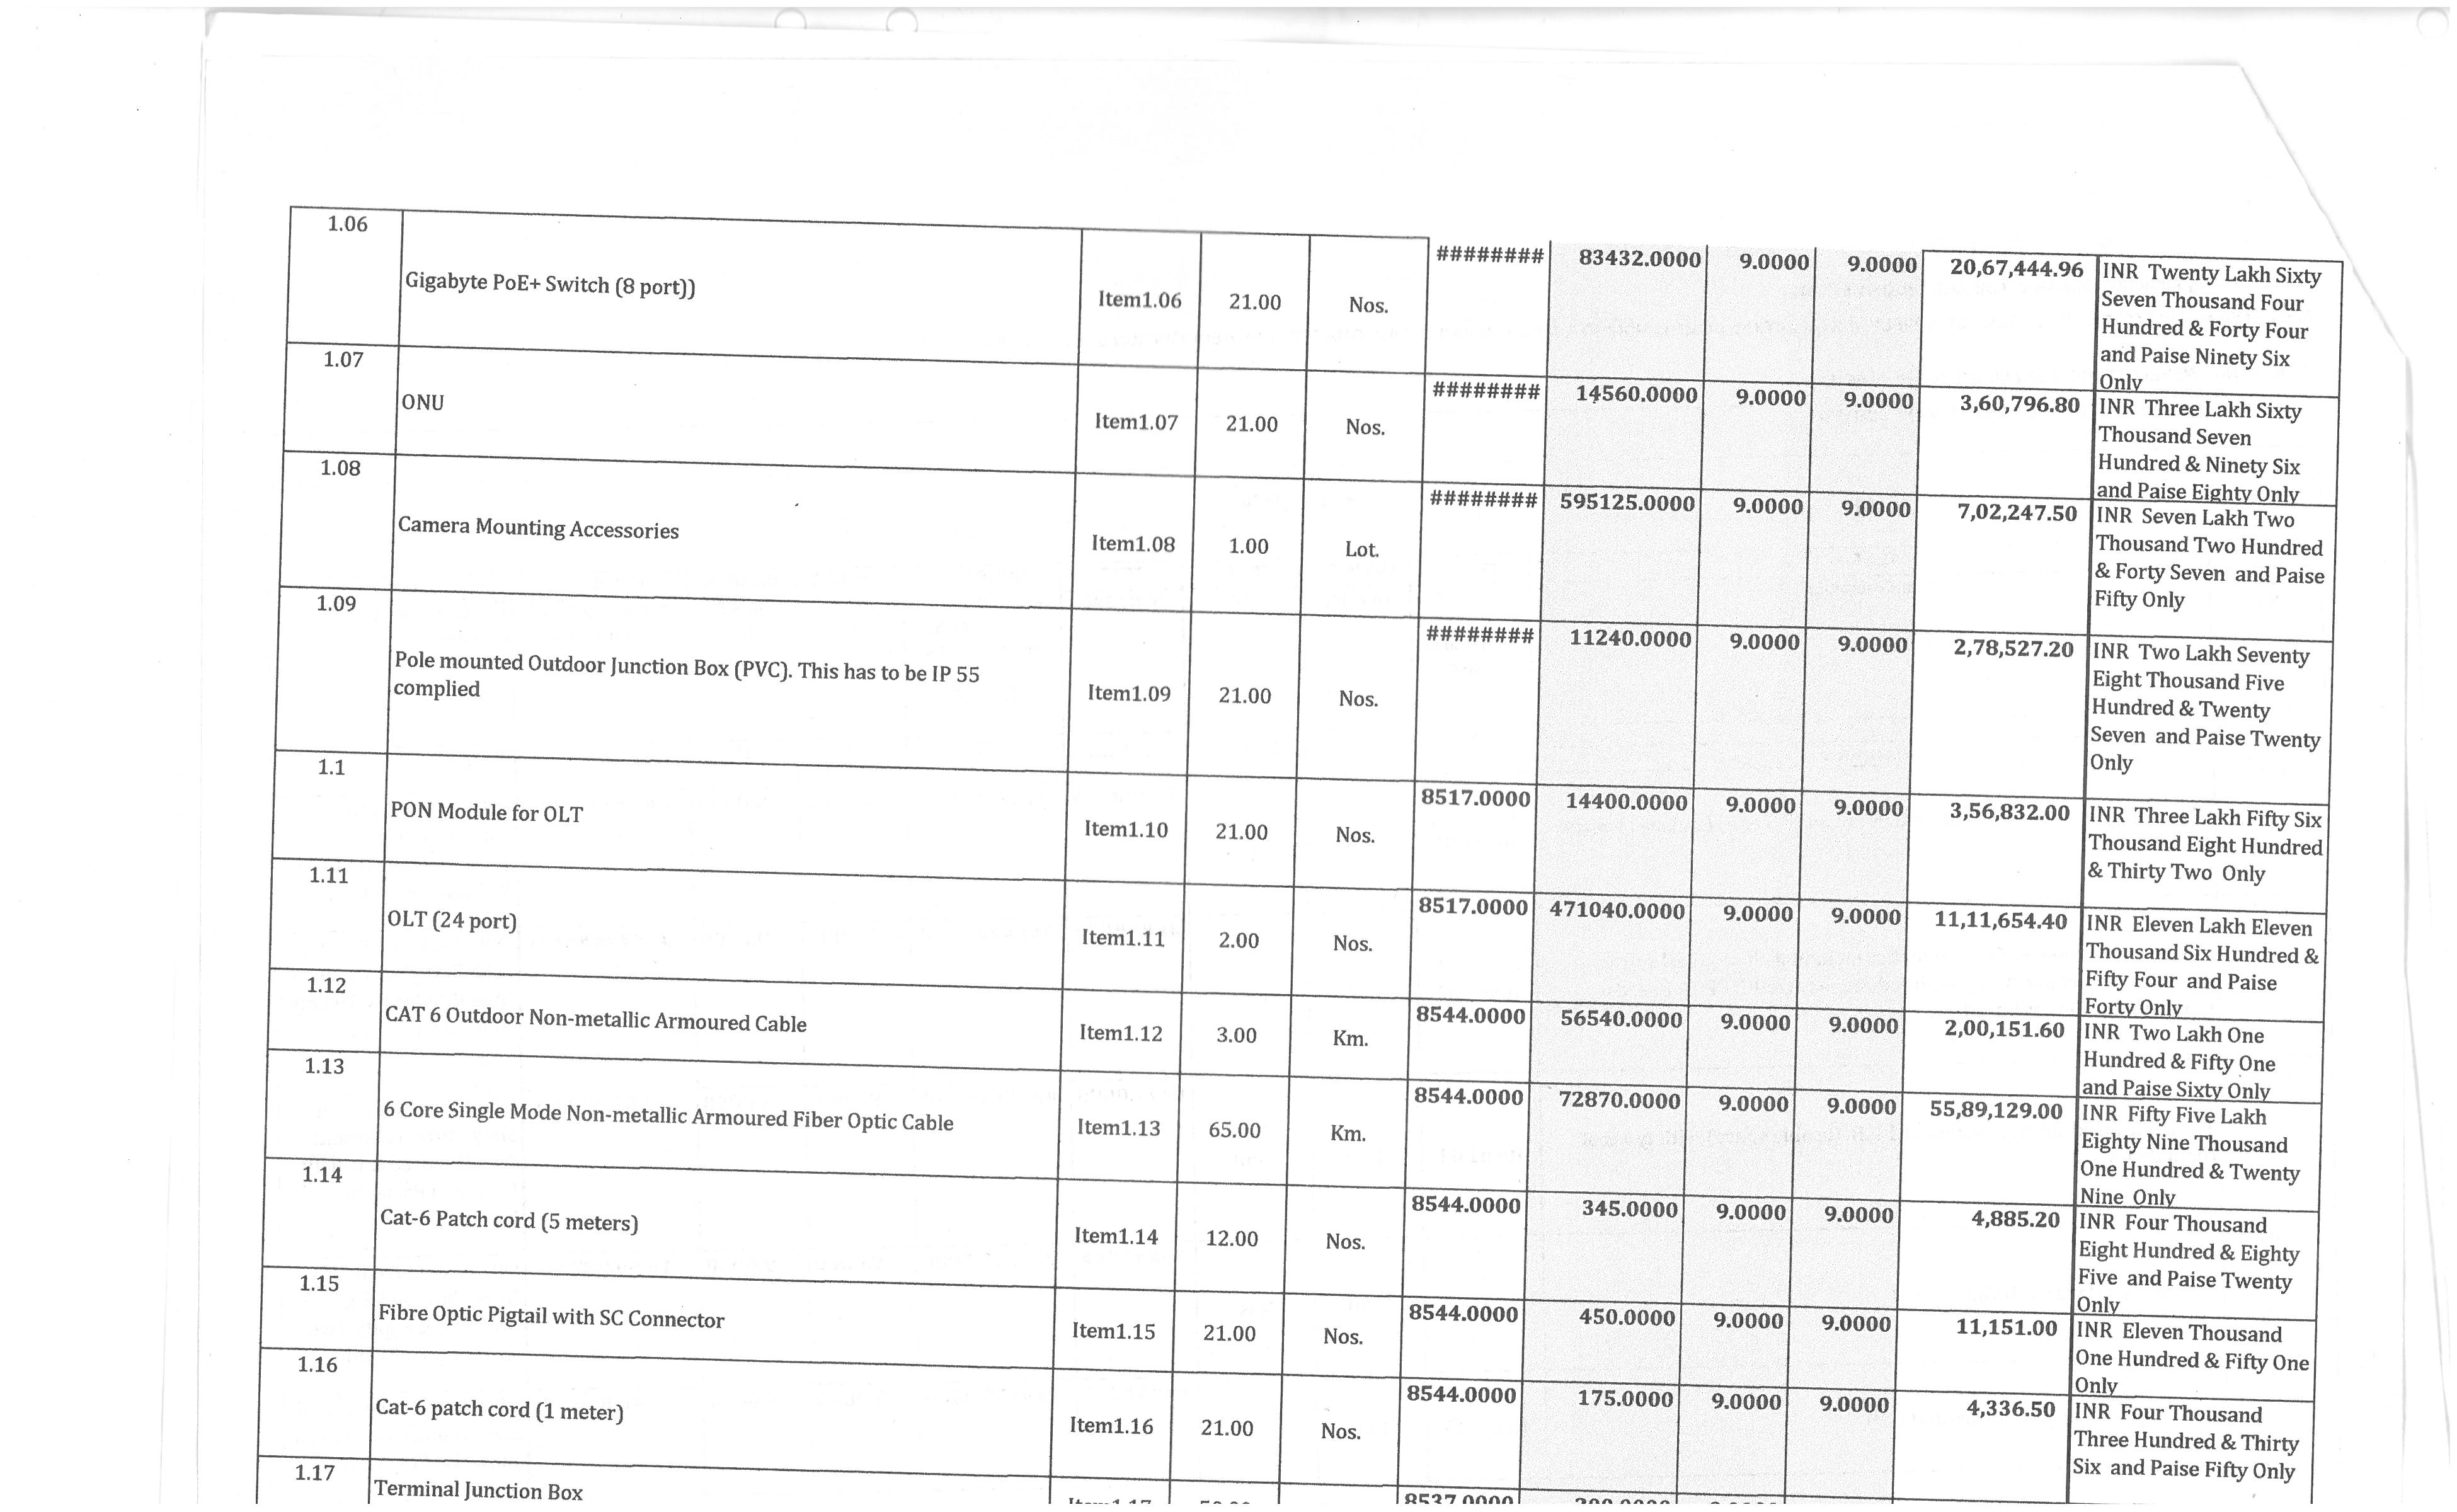 1.06
Gigabyte PoE+ Switch (8 port))
Item1.06 21.00 Nos. ######## 83432.0000 9.0000 9.0000 20,67,444.96
INR Twenty Lakh Sixty
Seven Thousand Four
Hundred & Forty Four
and Paise Ninety Six
Only
1.07
ONU
Item1.07 21.00 Nos. ######## 14560.0000 9.0000 9.0000 3,60,796.80
INR Three Lakh Sixty
Thousand Seven
Hundred & Ninety Six
and Paise Eighty Only
1.08
Camera Mounting Accessories
Item1.08 1.00 Lot. ######## 595125.0000 9.0000 9.0000 7,02,247.50
INR Seven Lakh Two
Thousand Two Hundred
& Forty Seven and Paise
Fifty Only
1.09
Pole mounted Outdoor Junction Box (PVC). This has to be IP 55
complied
Item1.09 21.00 Nos. ######## 11240.0000 9.0000 9.0000 2,78,527.20
INR Two Lakh Seventy
Eight Thousand Five
Hundred & Twenty
Seven and Paise Twenty
Only
1.1
PON Module for OLT
Item1.10 21.00 Nos. 8517.0000 14400.0000 9.0000 9.0000 3,56,832.00
INR Three Lakh Fifty Six
Thousand Eight Hundred
& Thirty Two Only
1.11
OLT (24 port)
Item1.11 2.00 Nos. 8517.0000 471040.0000 9.0000 9.0000 11,11,654.40
INR Eleven Lakh Eleven
Thousand Six Hundred &
Fifty Four and Paise
Forty Only
1.12
CAT 6 Outdoor Non-metallic Armoured Cable
Item1.12 3.00 Km. 8544.0000 56540.0000 9.0000 9.0000 2,00,151.60
INR Two Lakh One
Hundred & Fifty One
and Paise Sixty Only
1.13
6 Core Single Mode Non-metallic Armoured Fiber Optic Cable
Item1.13 65.00 Km. 8544.0000 72870.0000 9.0000 9.0000 55,89,129.00
INR Fifty Five Lakh
Eighty Nine Thousand
One Hundred & Twenty
Nine Only
1.14
Cat-6 Patch cord (5 meters)
Item1.14 12.00 Nos. 8544.0000 345.0000 9.0000 9.0000 4,885.20
INR Four Thousand
Eight Hundred & Eighty
Five and Paise Twenty
Only
1.15
Fibre Optic Pigtail with SC Connector
Item1.15 21.00 Nos. 8544.0000 450.0000 9.0000 9.0000 11,151.00
INR Eleven Thousand
One Hundred & Fifty One
Only
1.16
Cat-6 patch cord (1 meter)
Item1.16 21.00 Nos. 8544.0000 175.0000 9.0000 9.0000 4,336.50
INR Four Thousand
Three Hundred & Thirty
Six and Paise Fifty Only
1.17
Terminal Junction Box
8537.0000